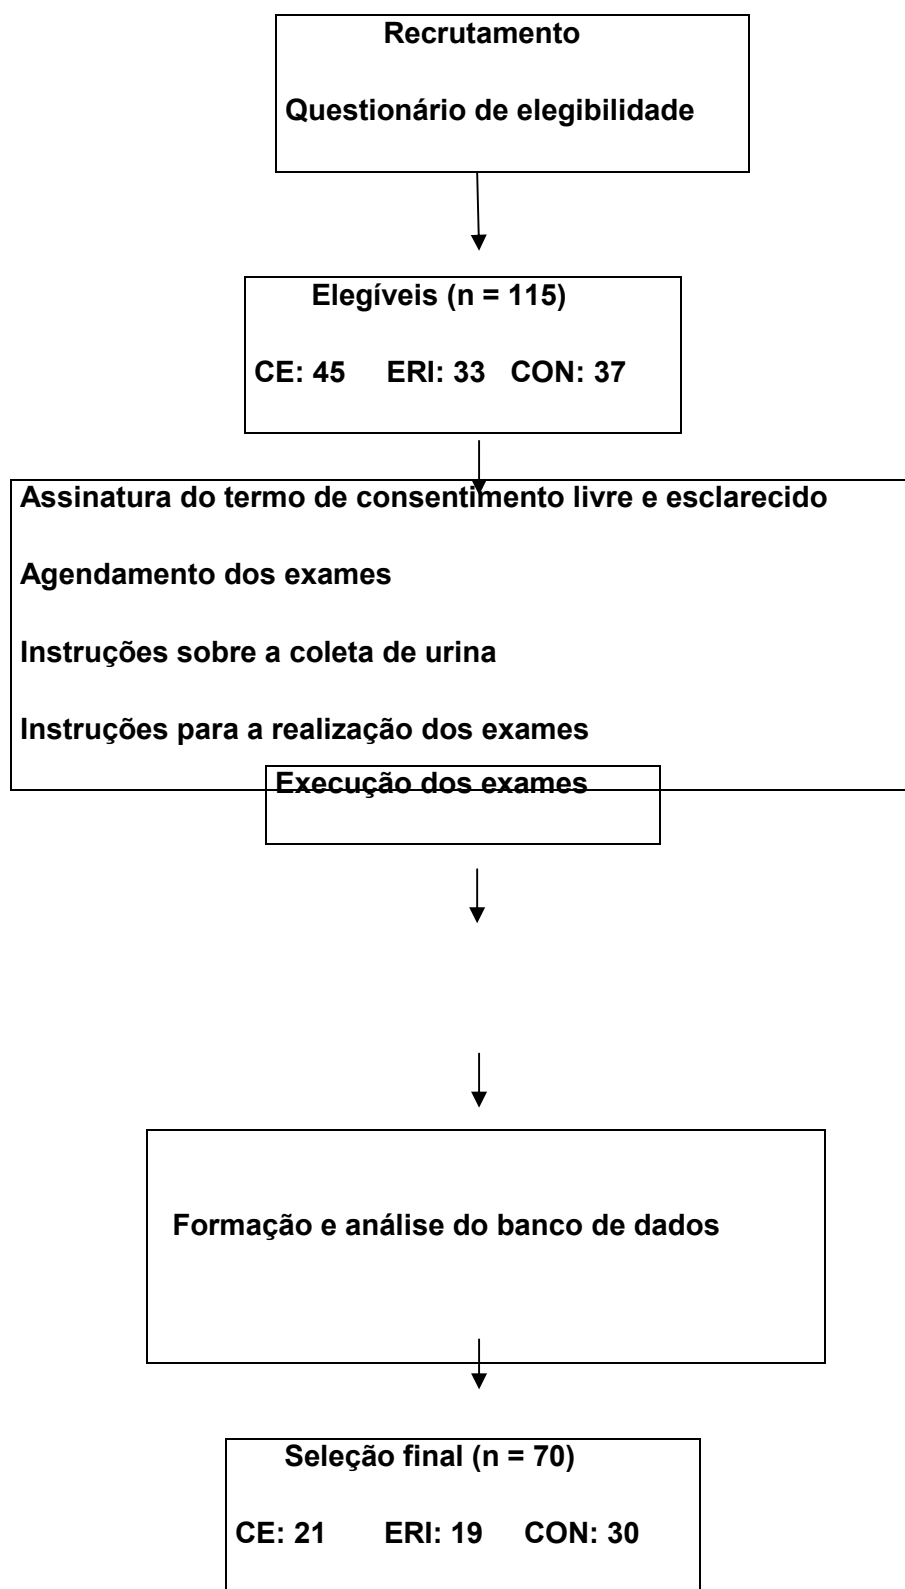 Recrutamento
Questionário de elegibilidade
Elegíveis (n = 115)
CE: 45 ERI: 33 CON: 37
Assinatura do termo de consentimento livre e esclarecido
Agendamento dos exames
Instruções sobre a coleta de urina
Instruções para a realização dos exames
Execução dos exames
Formação e análise do banco de dados
Seleção final (n = 70)
CE: 21 ERI: 19 CON: 30